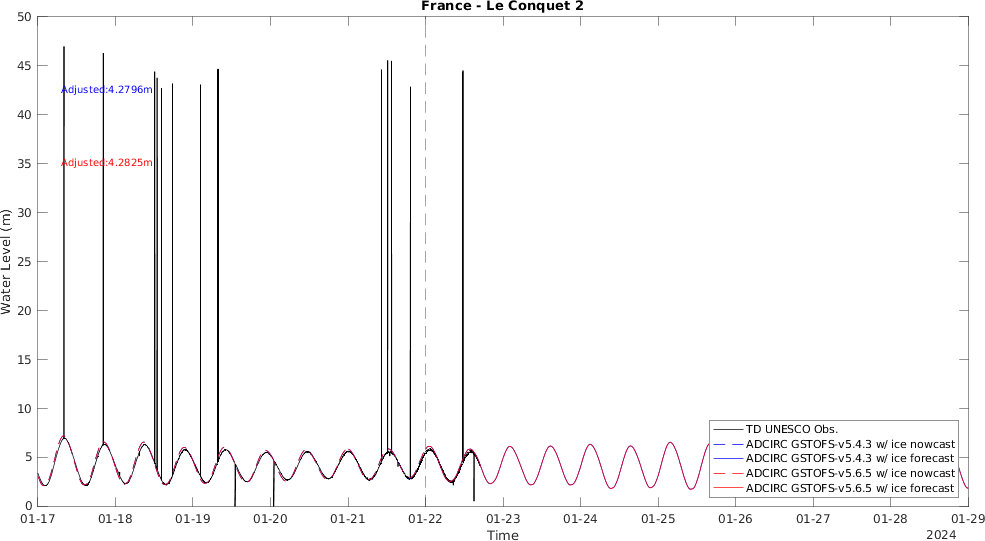 France - Le Conquet 2
Water Level (m)
50
45
40
35
30
25
20
15
10
5
0
Adjusted:4.2796m
Adjusted:4.2825m
TD UNESCO Obs.
ADCIRC GSTOFS-v5.4.3 w/ ice nowcast
ADCIRC GSTOFS-v5.4.3 w/ ice forecast
ADCIRC GSTOFS-v5.6.5 w/ ice nowcast
ADCIRC GSTOFS-v5.6.5 w/ ice forecast
01-17 01-18 01-19 01-20 01-21 01-22 01-23 01-24 01-25 01-26 01-27 01-28 01-29
Time
2024